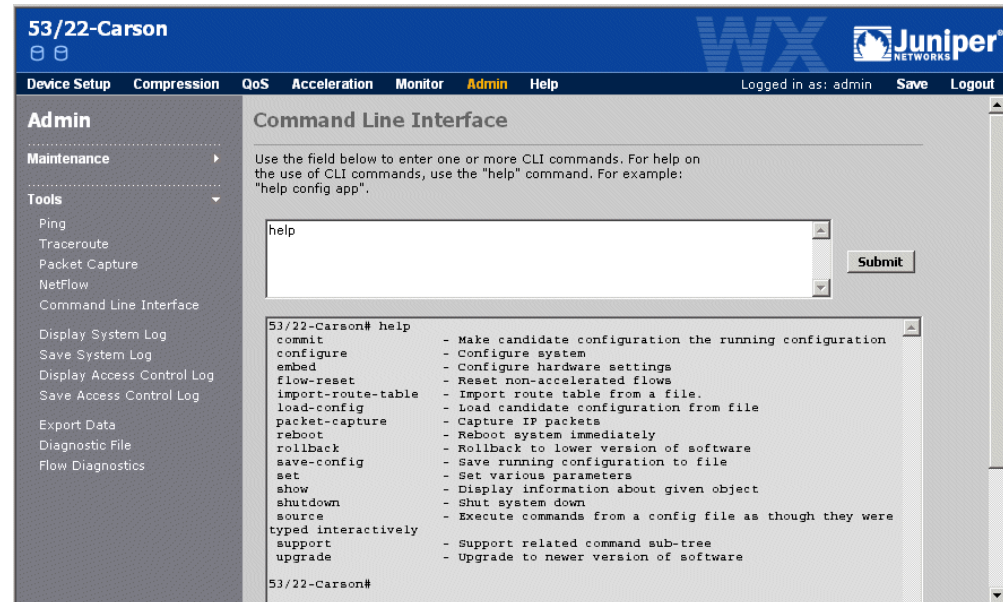 53/22-Carson
WX
Juniper®
NETWORKS
Device Setup Compression QoS Acceleration Monitor Admin Help Logged in as: admin Save Logout
Admin
Maintenance
Tools
Ping
Traceroute
Packet Capture
NetFlow
Command Line Interface
Display System Log
Save System Log
Display Access Control Log
Save Access Control Log
Export Data
Diagnostic File
Flow Diagnostics
Command Line Interface
Use the field below to enter one or more CLI commands. For help on
the use of CLI commands, use the "help" command. For example:
"help config app".
help
Submit
53/22-Carson# help
commit - Make candidate configuration the running configuration
configure - Configure system
embed - Configure hardware settings
flow-reset - Reset non-accelerated flows
import-route-table - Import route table from a file.
load-config - Load candidate configuration from file
packet-capture - Capture IP packets
reboot - Reboot system immediately
rollback - Rollback to lower version of software
save-config - Save running configuration to file
set - Set various parameters
show - Display information about given object
shutdown - Shut system down
source - Execute commands from a config file as though they were
typed interactively
support - Support related command sub-tree
upgrade - Upgrade to newer version of software
53/22-Carson#